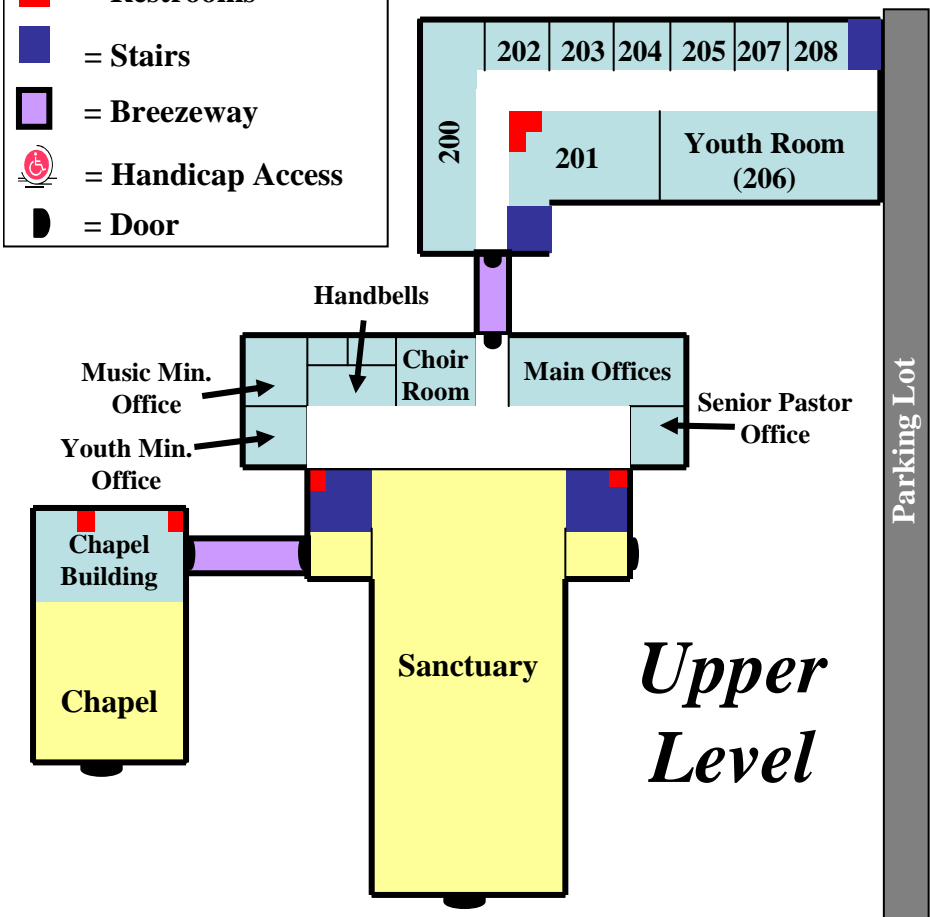 = Restrooms
= Stairs
= Breezeway
= Handicap Access
= Door
202 203 204 205 207 208
200
201
Youth Room
(206)
Handbells
Choir
Room
Main Offices
Music Min.
Office
Youth Min.
Office
Senior Pastor
Office
Parking Lot
Chapel
Building
Chapel
Sanctuary
Upper
Level